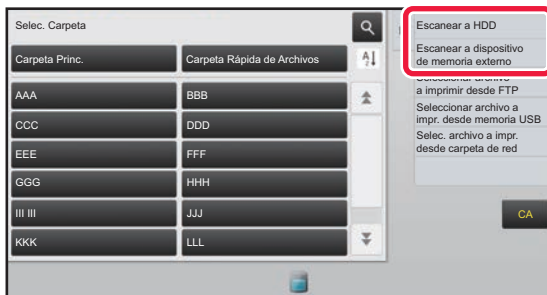 Selec. Carpeta
Carpeta Princ.
Carpeta Rápida de Archivos
AAA
BBB
CCC
DDD
EEE
FFF
GGG
HHH
III III
JJJ
KKK
LLL
Escanear a HDD
Escanear a dispositivo
de memoria externo
Seleccionar archivo
a imprimir desde FTP
Seleccionar archivo a
impr. desde memoria USB
Selec. archivo a impr.
desde carpeta de red
CA